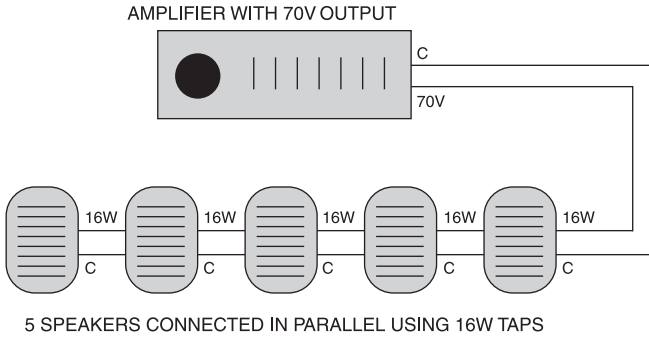 AMPLIFIER WITH 70V OUTPUT
C
70V
16W 16W 16W 16W 16W
C C C C C
5 SPEAKERS CONNECTED IN PARALLEL USING 16W TAPS